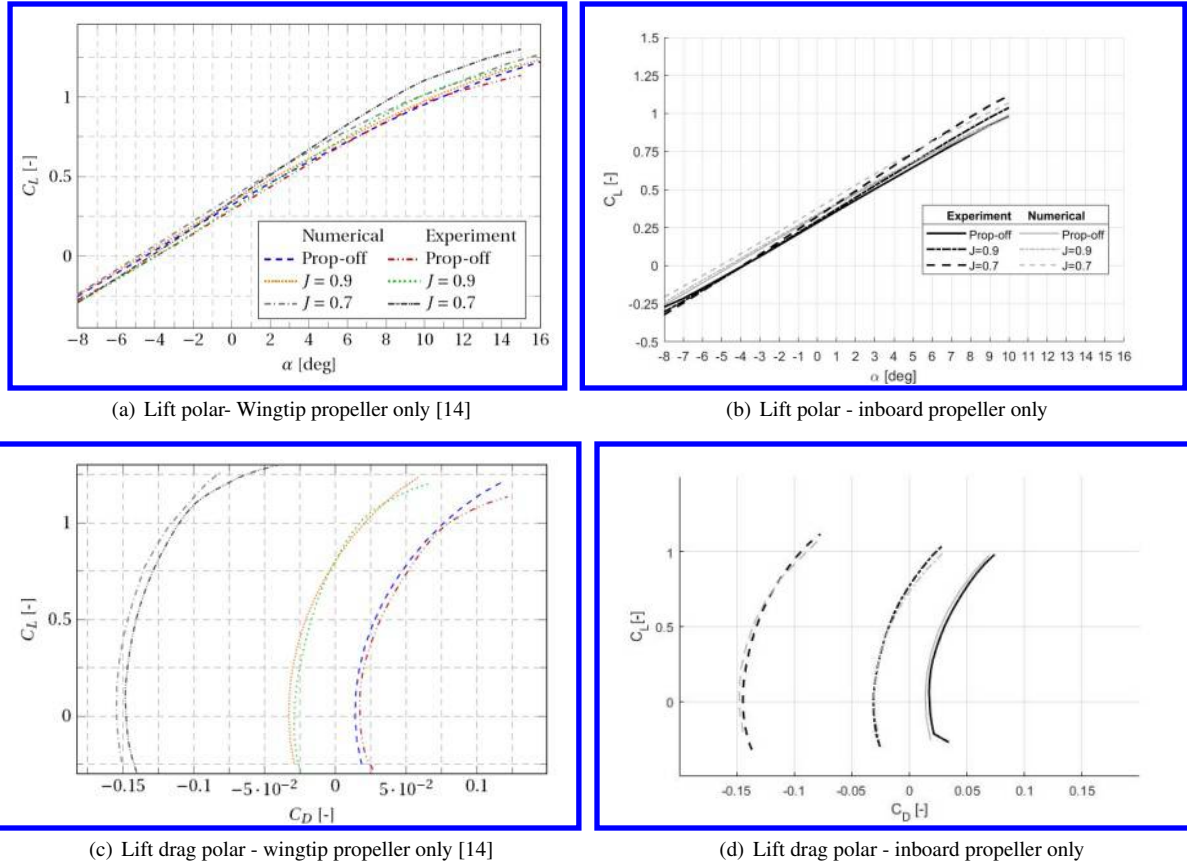 1
0.5
0
C_L [-]
−8 −6 −4 −2 0 2 4 6 8 10 12 14 16
α [deg]
Numerical Experiment
Prop-off Prop-off
J = 0.9 J = 0.9
J = 0.7 J = 0.7
(a) Lift polar- Wingtip propeller only [14]
1.5
1.25
1
0.75
0.5
0.25
0
-0.25
-0.5
C_L [-]
-8 -7 -6 -5 -4 -3 -2 -1 0 1 2 3 4 5 6 7 8 9 10 11 12 13 14 15 16
α [deg]
Experiment Numerical
Prop-off Prop-off
J=0.9 J=0.9
J=0.7 J=0.7
(b) Lift polar - inboard propeller only
1
0.5
0
C_L [-]
−0.15 −0.1 −5·10⁻² 0 5·10⁻² 0.1
C_D [-]
(c) Lift drag polar - wingtip propeller only [14]
1
0.5
0
C_L [-]
-0.15 -0.1 -0.05 0 0.05 0.15
C_D [-]
(d) Lift drag polar - inboard propeller only